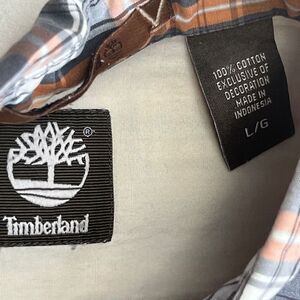 100% COTTON
EXCLUSIVE OF
DECORATION
MADE IN
INDONESIA
L/G
®
Timberland